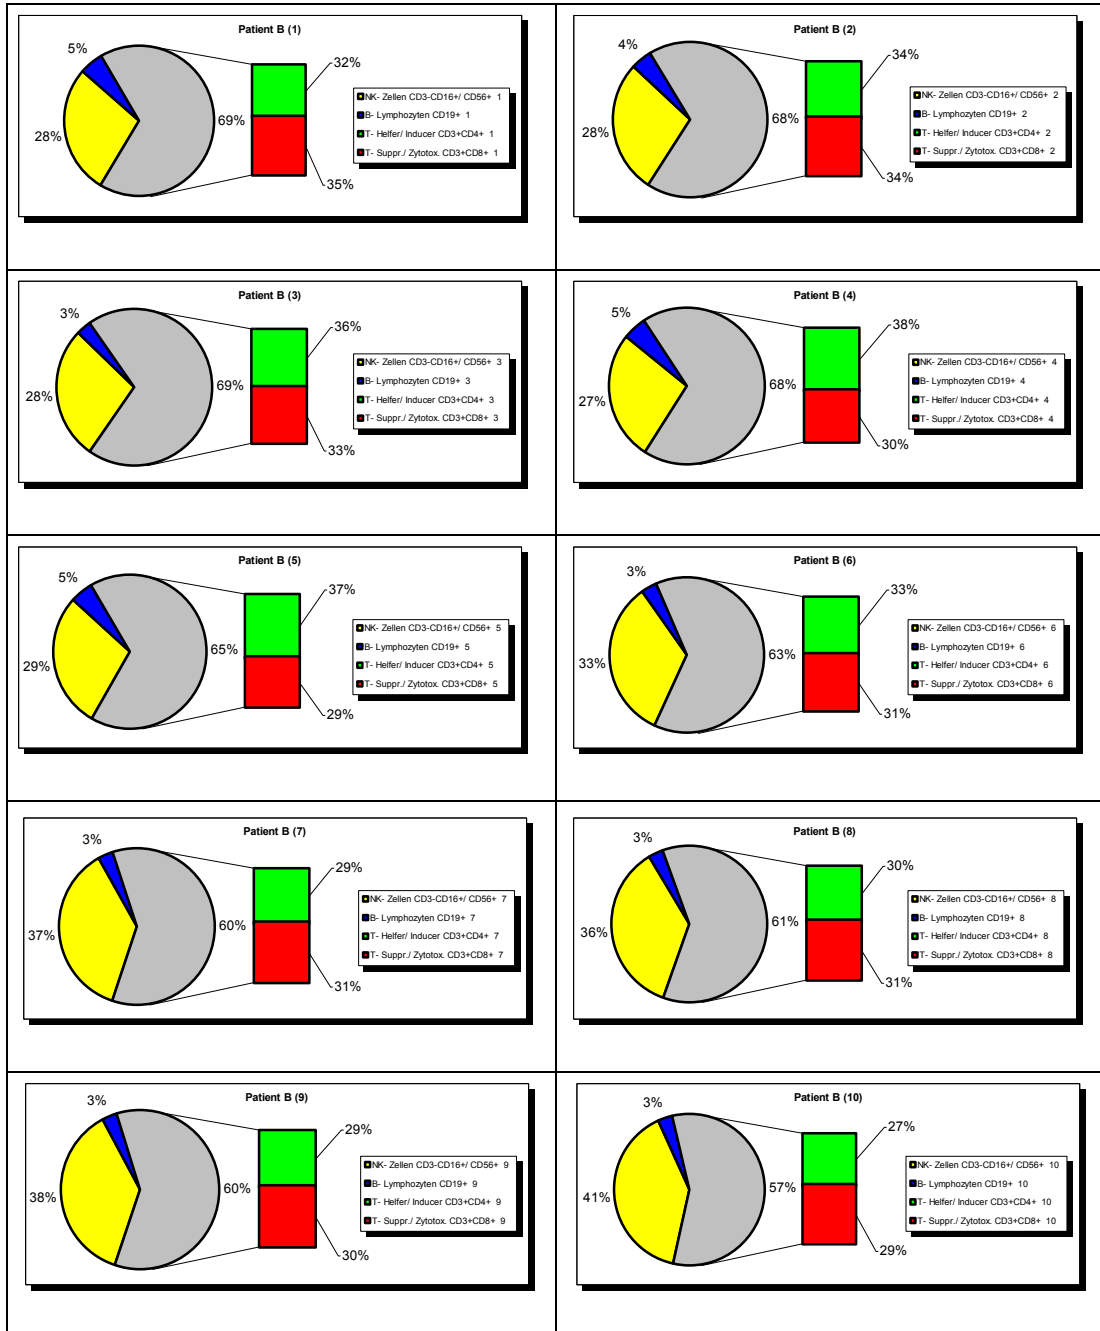 Patient B (1)
5%
32%
28%
69%
35%
NK- Zellen CD3-CD16+/ CD56+ 1
B- Lymphozyten CD19+ 1
T- Helfer/ Inducer CD3+CD4+ 1
T- Suppr./ Zytotox. CD3+CD8+ 1
Patient B (2)
4%
34%
28%
68%
34%
NK- Zellen CD3-CD16+/ CD56+ 2
B- Lymphozyten CD19+ 2
T- Helfer/ Inducer CD3+CD4+ 2
T- Suppr./ Zytotox. CD3+CD8+ 2
Patient B (3)
3%
36%
28%
69%
33%
NK- Zellen CD3-CD16+/ CD56+ 3
B- Lymphozyten CD19+ 3
T- Helfer/ Inducer CD3+CD4+ 3
T- Suppr./ Zytotox. CD3+CD8+ 3
Patient B (4)
5%
38%
27%
68%
30%
NK- Zellen CD3-CD16+/ CD56+ 4
B- Lymphozyten CD19+ 4
T- Helfer/ Inducer CD3+CD4+ 4
T- Suppr./ Zytotox. CD3+CD8+ 4
Patient B (5)
5%
37%
29%
65%
29%
NK- Zellen CD3-CD16+/ CD56+ 5
B- Lymphozyten CD19+ 5
T- Helfer/ Inducer CD3+CD4+ 5
T- Suppr./ Zytotox. CD3+CD8+ 5
Patient B (6)
3%
33%
33%
63%
31%
NK- Zellen CD3-CD16+/ CD56+ 6
B- Lymphozyten CD19+ 6
T- Helfer/ Inducer CD3+CD4+ 6
T- Suppr./ Zytotox. CD3+CD8+ 6
Patient B (7)
3%
29%
37%
60%
31%
NK- Zellen CD3-CD16+/ CD56+ 7
B- Lymphozyten CD19+ 7
T- Helfer/ Inducer CD3+CD4+ 7
T- Suppr./ Zytotox. CD3+CD8+ 7
Patient B (8)
3%
30%
36%
61%
31%
NK- Zellen CD3-CD16+/ CD56+ 8
B- Lymphozyten CD19+ 8
T- Helfer/ Inducer CD3+CD4+ 8
T- Suppr./ Zytotox. CD3+CD8+ 8
Patient B (9)
3%
29%
38%
60%
30%
NK- Zellen CD3-CD16+/ CD56+ 9
B- Lymphozyten CD19+ 9
T- Helfer/ Inducer CD3+CD4+ 9
T- Suppr./ Zytotox. CD3+CD8+ 9
Patient B (10)
3%
27%
41%
57%
29%
NK- Zellen CD3-CD16+/ CD56+ 10
B- Lymphozyten CD19+ 10
T- Helfer/ Inducer CD3+CD4+ 10
T- Suppr./ Zytotox. CD3+CD8+ 10